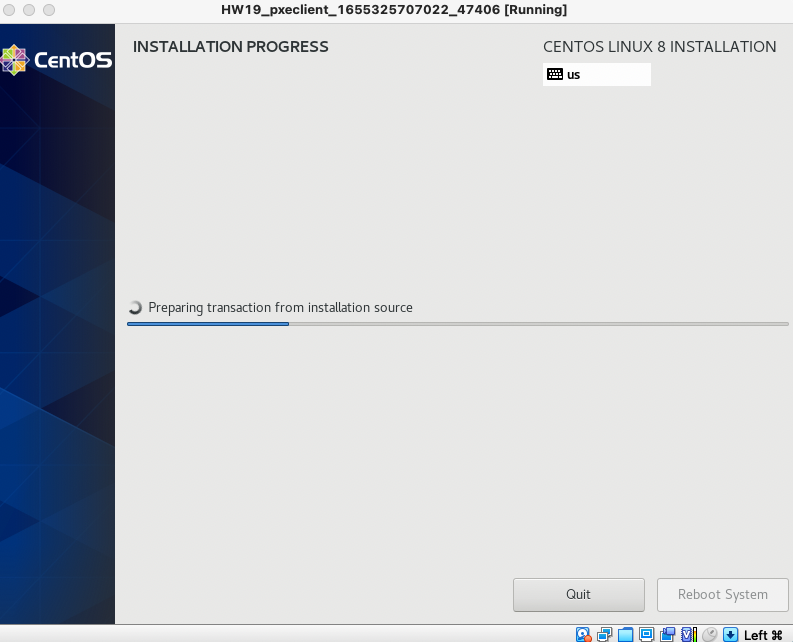 HW19_pxeclient_1655325707022_47406 [Running]
CentOS
INSTALLATION PROGRESS
CENTOS LINUX 8 INSTALLATION
us
Preparing transaction from installation source
Quit
Reboot System
Left ⌘